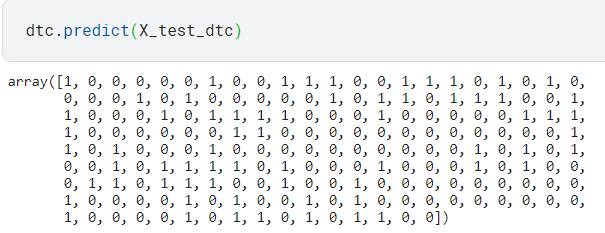 dtc.predict(X_test_dtc)
array([1, 0, 0, 0, 0, 0, 1, 0, 0, 1, 1, 1, 0, 0, 1, 1, 1, 0, 1, 0, 1, 0,
0, 0, 0, 1, 0, 1, 0, 0, 0, 0, 0, 1, 0, 1, 1, 0, 1, 1, 1, 0, 0, 1,
1, 0, 0, 0, 1, 0, 1, 1, 1, 1, 0, 0, 0, 1, 0, 0, 0, 0, 0, 1, 1, 1,
1, 0, 0, 0, 0, 0, 0, 1, 1, 0, 0, 0, 0, 0, 0, 0, 0, 0, 0, 0, 0, 1,
1, 0, 1, 0, 0, 0, 1, 0, 0, 0, 0, 0, 0, 0, 0, 0, 0, 1, 0, 1, 0, 1,
0, 0, 1, 0, 1, 1, 1, 1, 0, 1, 0, 0, 0, 1, 0, 0, 0, 1, 0, 1, 0, 0,
0, 1, 1, 0, 1, 1, 1, 0, 0, 1, 0, 0, 1, 0, 0, 0, 0, 0, 0, 0, 0, 0,
1, 0, 0, 0, 0, 1, 0, 1, 0, 0, 1, 0, 1, 0, 0, 0, 0, 0, 0, 0, 0, 0,
1, 0, 0, 0, 0, 1, 0, 1, 1, 0, 1, 0, 1, 1, 0, 0])